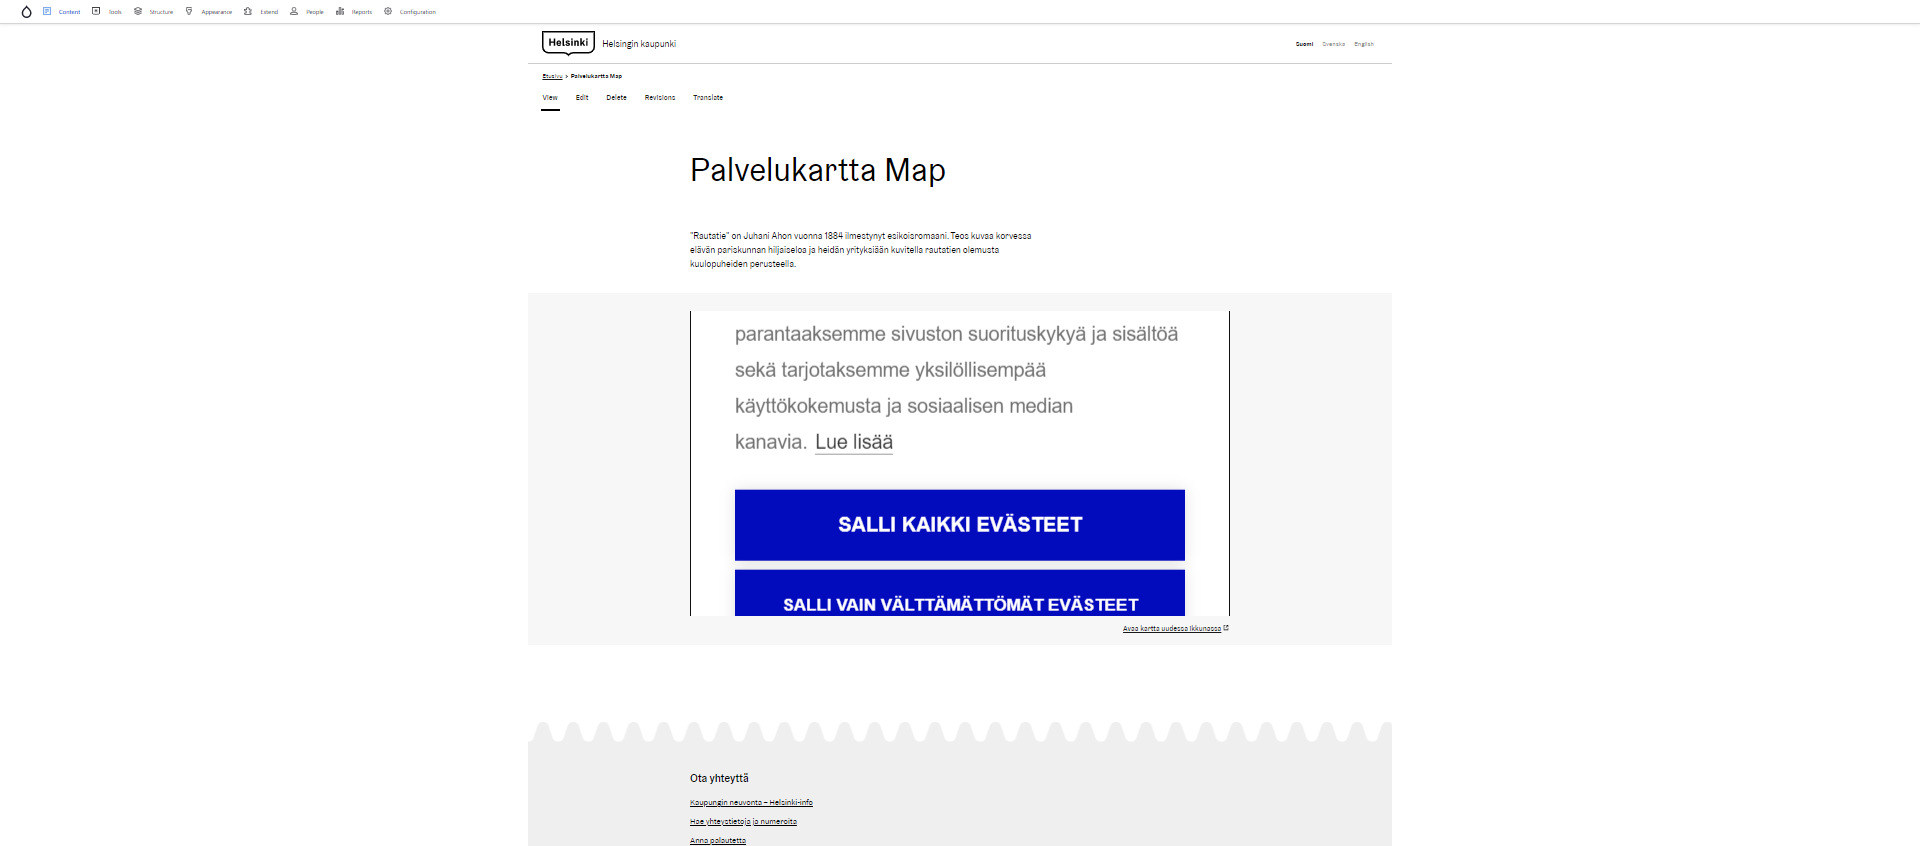 Content Tools Structure Appearance Extend People Reports Configuration
Helsinki Helsingin kaupunki Suomi Svenska English
Etusivu > Palvelukartta Map
View Edit Delete Revisions Translate
Palvelukartta Map
"Rautatie" on Juhani Ahon vuonna 1884 ilmestynyt esikoisromaani. Teos kuvaa korvessa
elävän pariskunnan hiljaiseloa ja heidän yrityksiään kuvitella rautatien olemusta
kuulopuheiden perusteella.
parantaaksemme sivuston suorituskykyä ja sisältöä
sekä tarjotaksemme yksilöllisempää
käyttökokemusta ja sosiaalisen median
kanavia. Lue lisää
SALLI KAIKKI EVÄSTEET
SALLI VAIN VÄLTTÄMÄTTÖMÄT EVÄSTEET
Avaa kartta uudessa ikkunassa
Ota yhteyttä
Kaupungin neuvonta – Helsinki-info
Hae yhteystietoja ja numeroita
Anna palautetta